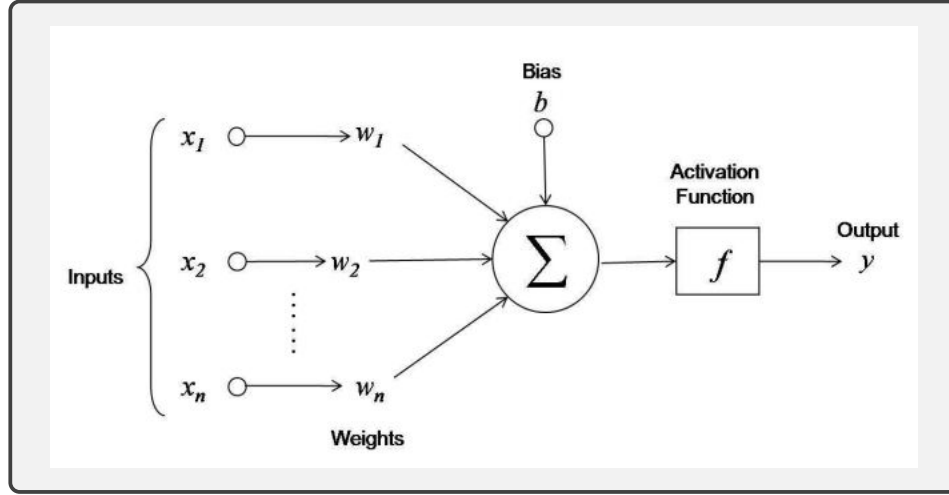 Bias
b
x₁ w₁
Activation
Function
Output
Inputs x₂ w₂ Σ f y
xₙ wₙ
Weights